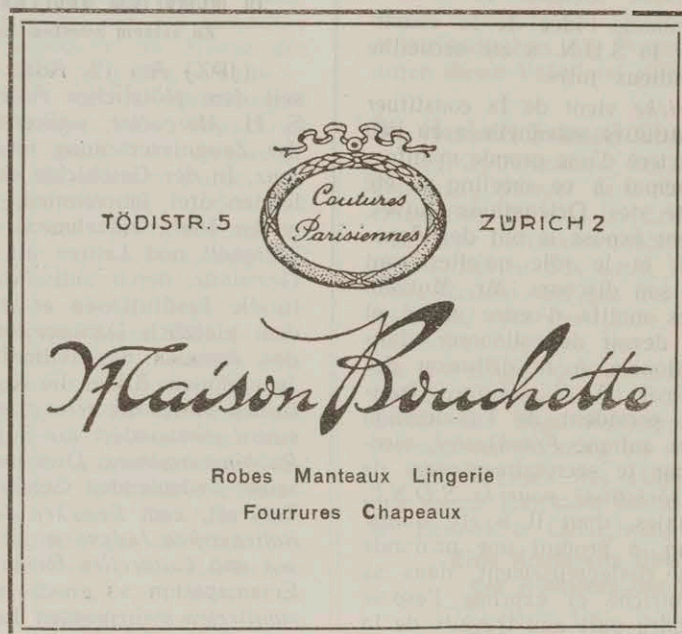 TÖDISTR. 5
Coutures
Parisiennes
ZÜRICH 2
Maison Bouchette
Robes Manteaux Lingerie
Fourrures Chapeaux